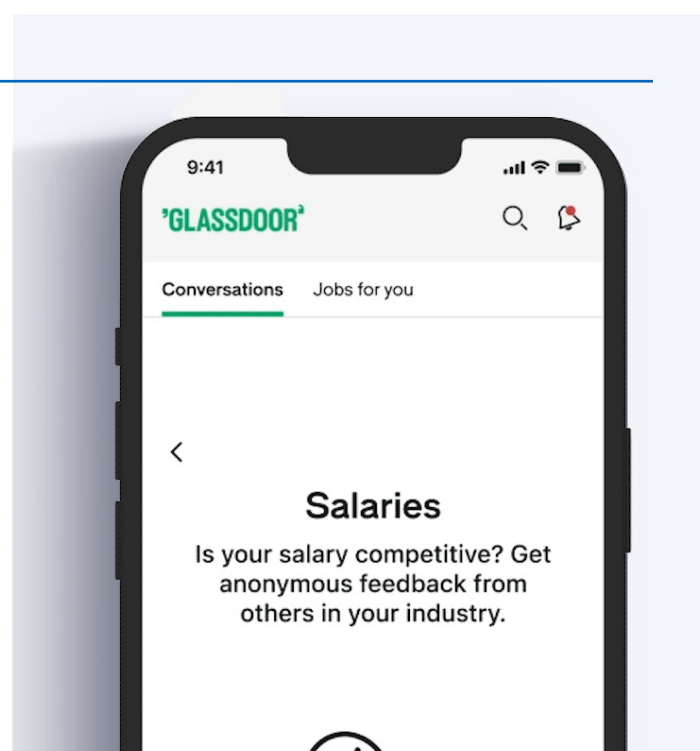 9:41
’GLASSDOOR’
Conversations Jobs for you
Salaries
Is your salary competitive? Get
anonymous feedback from
others in your industry.